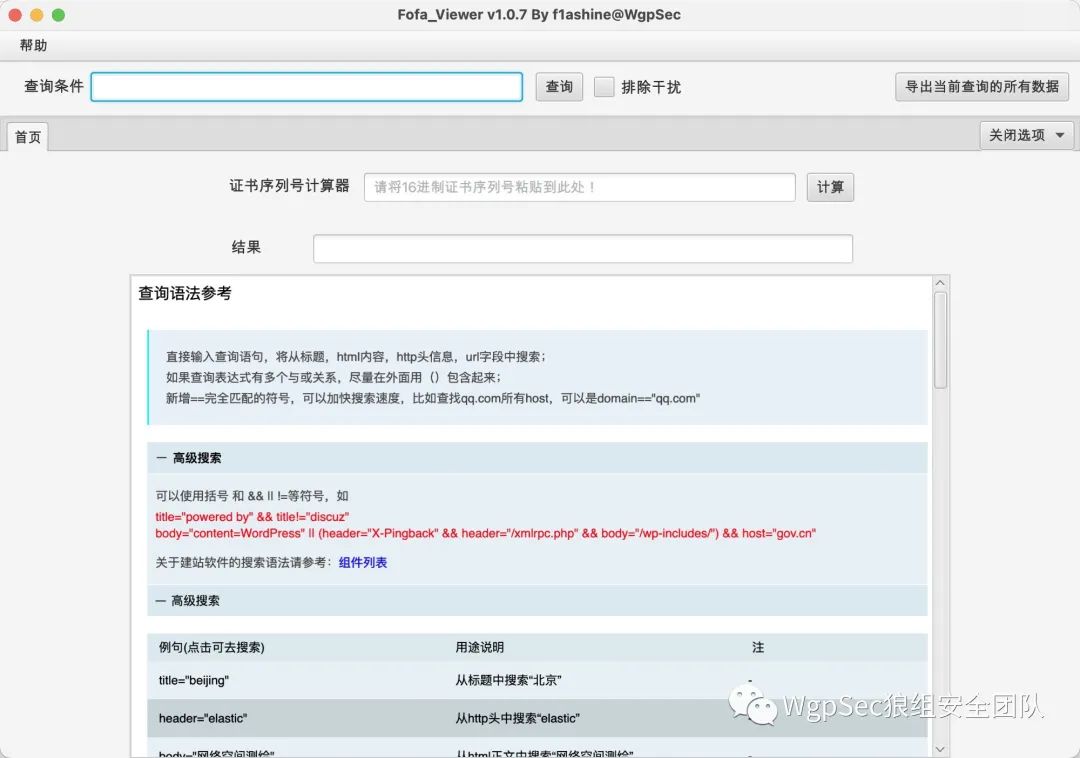 Fofa_Viewer v1.0.7 By f1ashine@WgpSec
帮助
查询条件 查询 排除干扰 导出当前查询的所有数据
首页 关闭选项
证书序列号计算器 请将16进制证书序列号粘贴到此处！ 计算
结果
查询语法参考
直接输入查询语句，将从标题，html内容，http头信息，url字段中搜索；
如果查询表达式有多个与或关系，尽量在外面用（）包含起来；
新增==完全匹配的符号，可以加快搜索速度，比如查找qq.com所有host，可以是domain=="qq.com"
一 高级搜索
可以使用括号 和 && || !=等符号，如
title="powered by" && title!="discuz"
body="content=WordPress" || (header="X-Pingback" && header="/xmlrpc.php" && body="/wp-includes/") && host="gov.cn"
关于建站软件的搜索语法请参考：组件列表
一 高级搜索
例句(点击可去搜索) 用途说明 注
title="beijing" 从标题中搜索“北京” -
header="elastic" 从http头中搜索“elastic”
WgpSec狼组安全团队
body="网络空间测绘" 从html正文中搜索“网络空间测绘” -